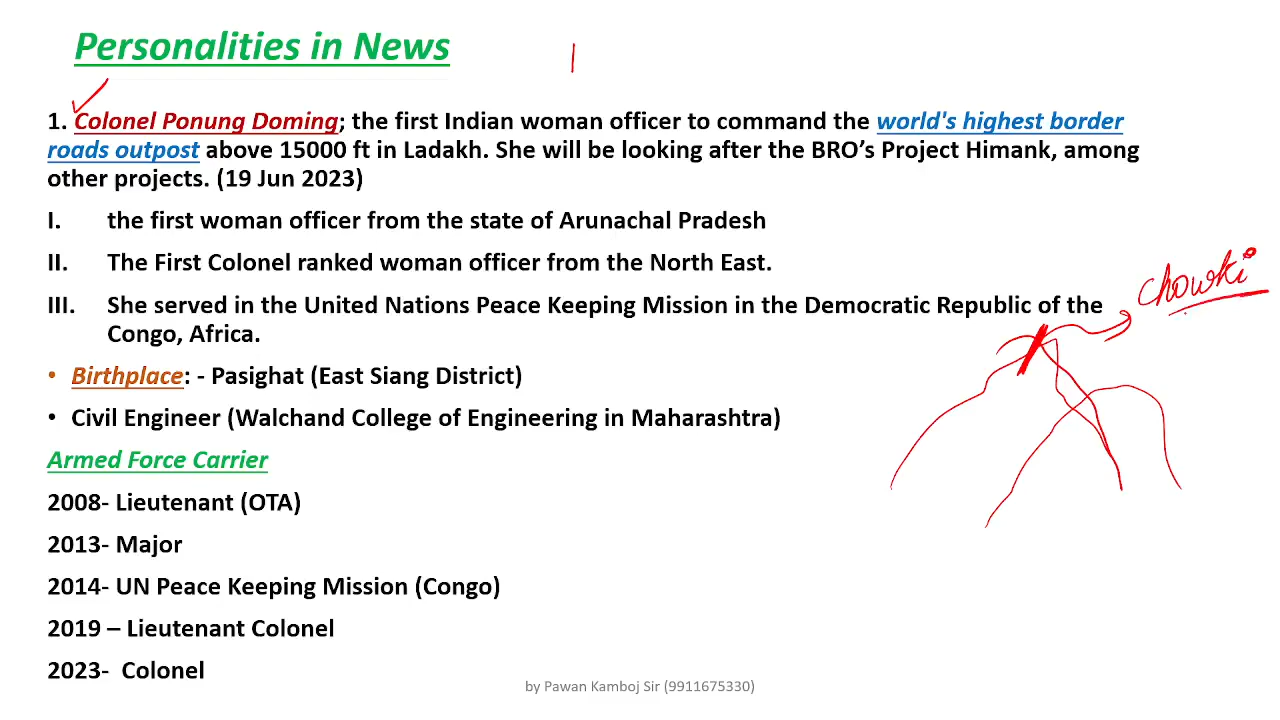 Personalities in News
1. Colonel Ponung Doming; the first Indian woman officer to command the world's highest border
roads outpost above 15000 ft in Ladakh. She will be looking after the BRO’s Project Himank, among
other projects. (19 Jun 2023)
I. the first woman officer from the state of Arunachal Pradesh
II. The First Colonel ranked woman officer from the North East.
Chowki
III. She served in the United Nations Peace Keeping Mission in the Democratic Republic of the
Congo, Africa.
• Birthplace: - Pasighat (East Siang District)
• Civil Engineer (Walchand College of Engineering in Maharashtra)
Armed Force Carrier
2008- Lieutenant (OTA)
2013- Major
2014- UN Peace Keeping Mission (Congo)
2019 – Lieutenant Colonel
2023- Colonel
by Pawan Kamboj Sir (9911675330)